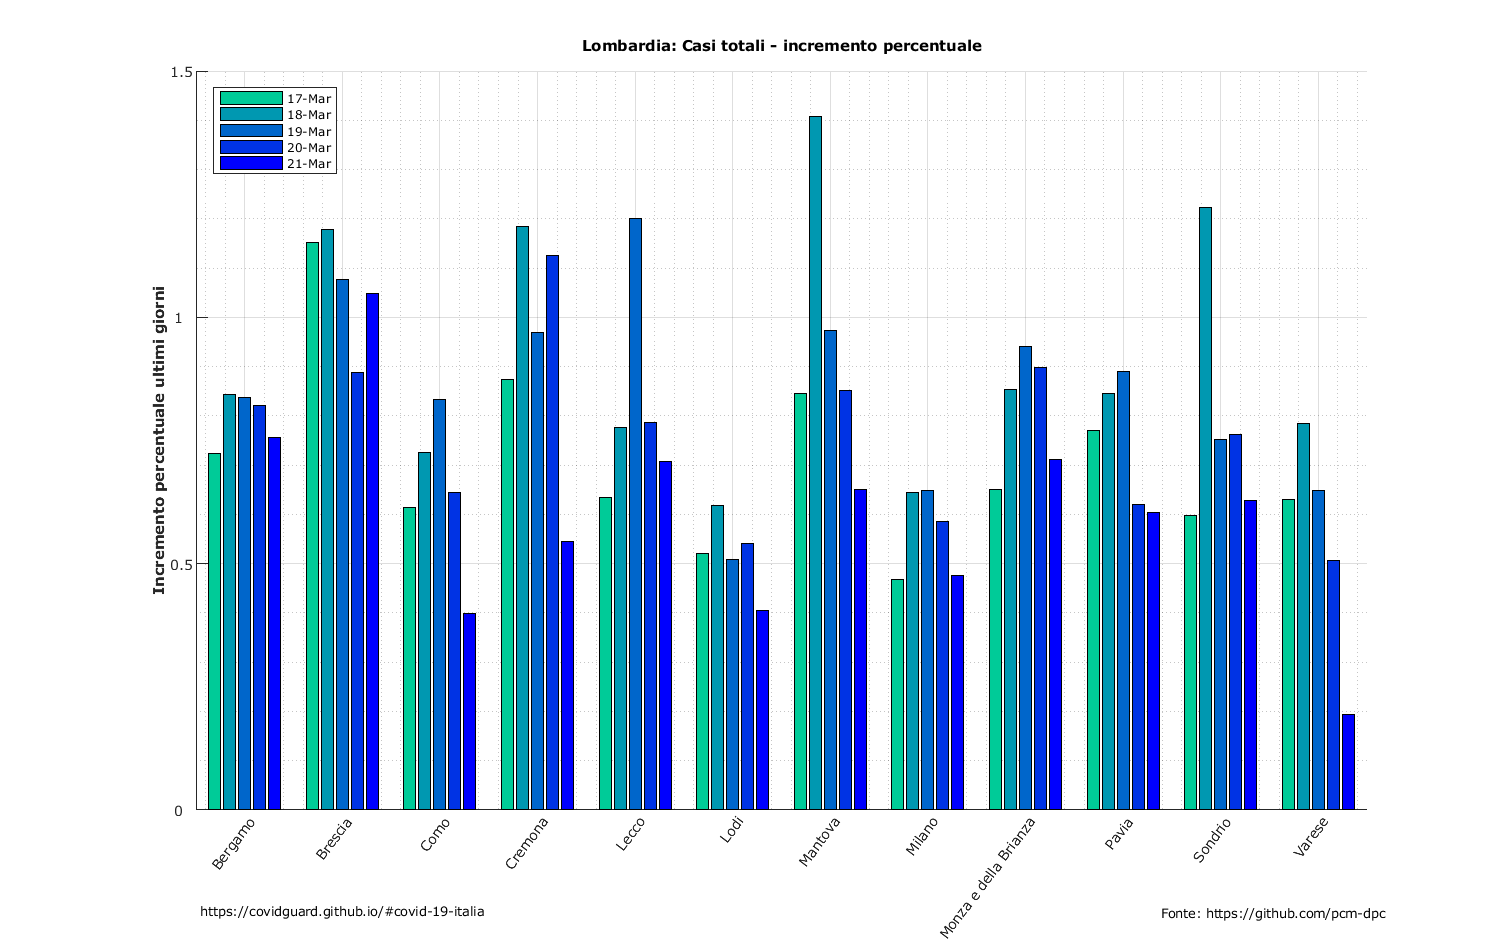 Lombardia: Casi totali - incremento percentuale
1.5
17-Mar
18-Mar
19-Mar
20-Mar
21-Mar
Incremento percentuale ultimi giorni
1
0.5
0
Bergamo
Brescia
Como
Cremona
Lecco
Lodi
Mantova
Milano
Monza e della Brianza
Pavia
Sondrio
Varese
https://covidguard.github.io/#covid-19-italia
Fonte: https://github.com/pcm-dpc